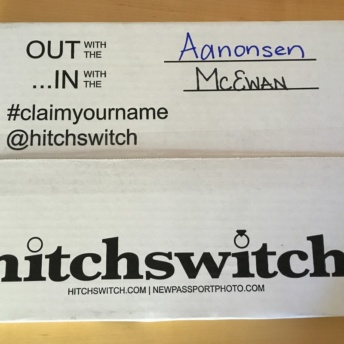 OUT WITH THE Aanonsen
...IN WITH THE McEwan
#claimyourname
@hitchswitch
hitchswitch
HITCHSWITCH.COM | NEWPASSPORTPHOTO.COM